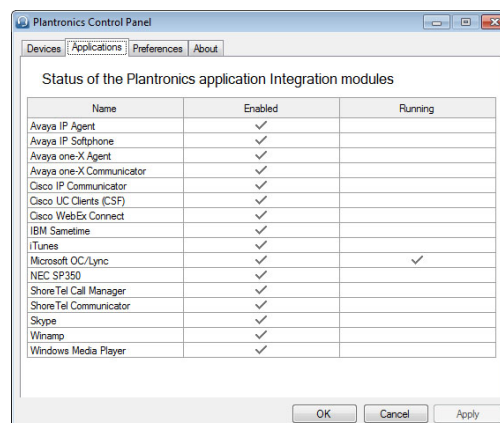 Plantronics Control Panel
Devices Applications Preferences About
Status of the Plantronics application Integration modules
Name Enabled Running
Avaya IP Agent
Avaya IP Softphone
Avaya one-X Agent
Avaya one-X Communicator
Cisco IP Communicator
Cisco UC Clients (CSF)
Cisco WebEx Connect
IBM Sametime
iTunes
Microsoft OC/Lync
NEC SP350
ShoreTel Call Manager
ShoreTel Communicator
Skype
Winamp
Windows Media Player
OK Cancel Apply